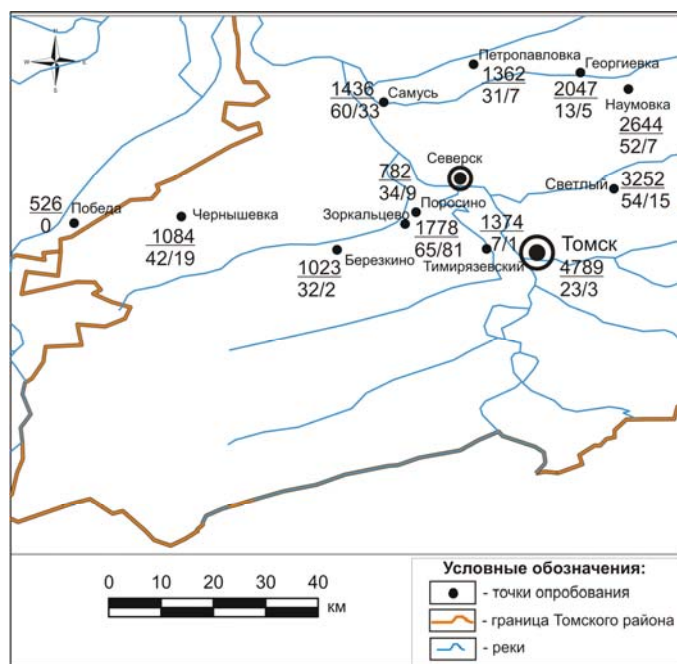 N
W
E
S
Петропавловка
1362
31/7
Георгиевка
2047
13/5
Наумовка
2644
52/7
1436
60/33
Самусь
Северск
782
34/9
Светлый
3252
54/15
526
0
Победа
Чернышевка
1084
42/19
Зоркальцево
Поросино
1778
65/81
1374
7/1
Тимирязевский
Томск
4789
23/3
Березкино
1023
32/2
0 10 20 30 40
км
Условные обозначения:
- точки опробования
- граница Томского района
- реки